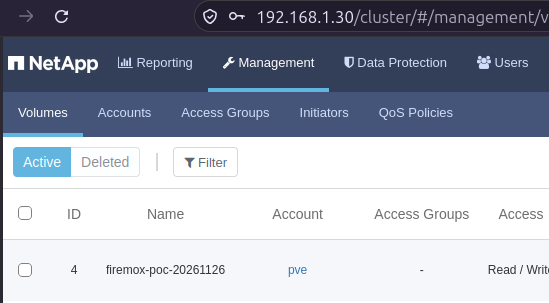 192.168.1.30/cluster/#/management/v
NetApp Reporting Management Data Protection Users
Volumes Accounts Access Groups Initiators QoS Policies
Active Deleted Filter
ID Name Account Access Groups Access
4 firemox-poc-20261126 pve - Read / Write